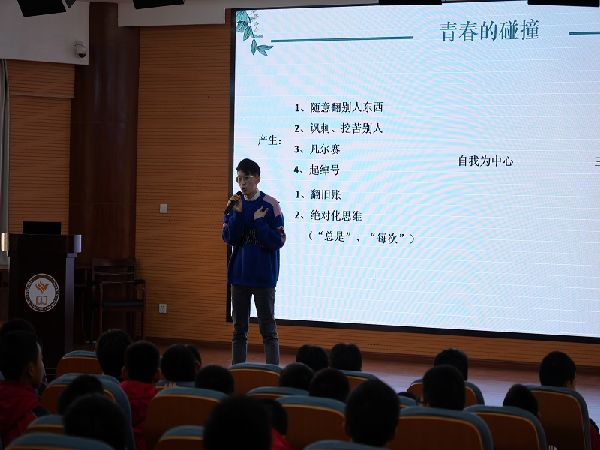 青春的碰撞
产生：
1、随意翻别人东西
2、讽刺、挖苦别人
3、凡尔赛
4、起绰号
1、翻旧账
2、绝对化思维
（“总是”，“每次”）
自我为中心